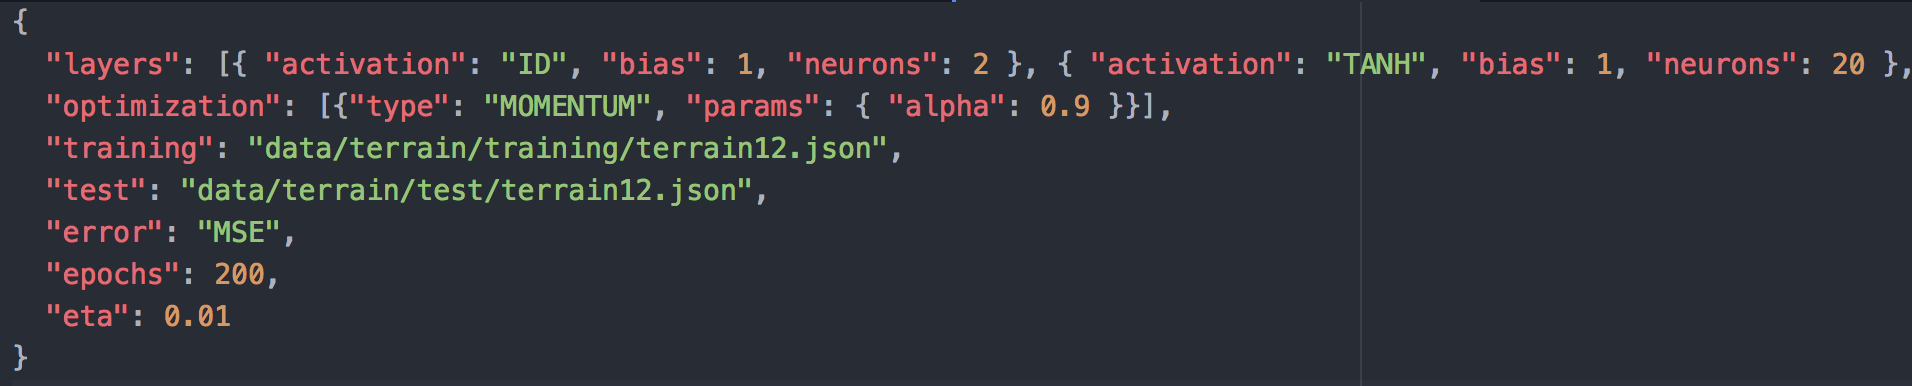 {
  "layers": [{ "activation": "ID", "bias": 1, "neurons": 2 }, { "activation": "TANH", "bias": 1, "neurons": 20 },
  "optimization": [{"type": "MOMENTUM", "params": { "alpha": 0.9 }}],
  "training": "data/terrain/training/terrain12.json",
  "test": "data/terrain/test/terrain12.json",
  "error": "MSE",
  "epochs": 200,
  "eta": 0.01
}